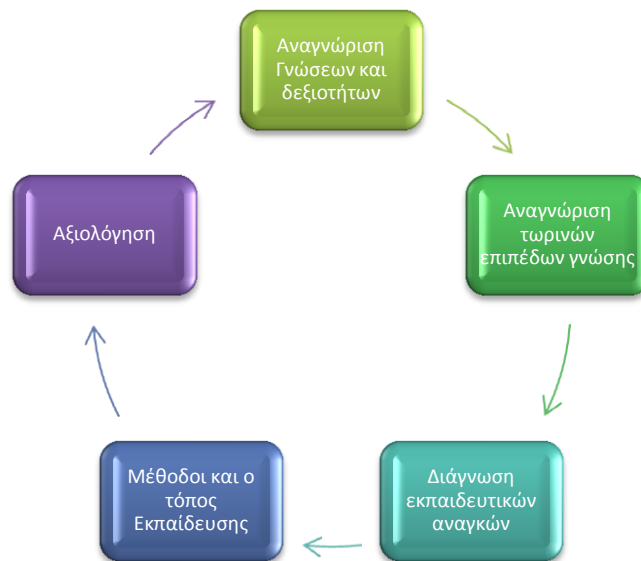 Αναγνώριση
Γνώσεων και
δεξιοτήτων
Αναγνώριση
τωρινών
επιπέδων γνώσης
Διάγνωση
εκπαιδευτικών
αναγκών
Μέθοδοι και ο
τόπος
Εκπαίδευσης
Αξιολόγηση